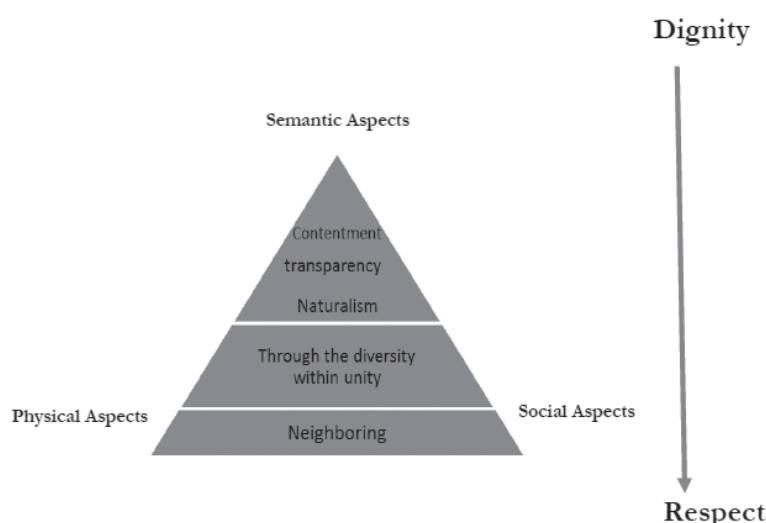 Dignity
Semantic Aspects
Contentment
transparency
Naturalism
Through the diversity
within unity
Physical Aspects
Social Aspects
Neighboring
Respect